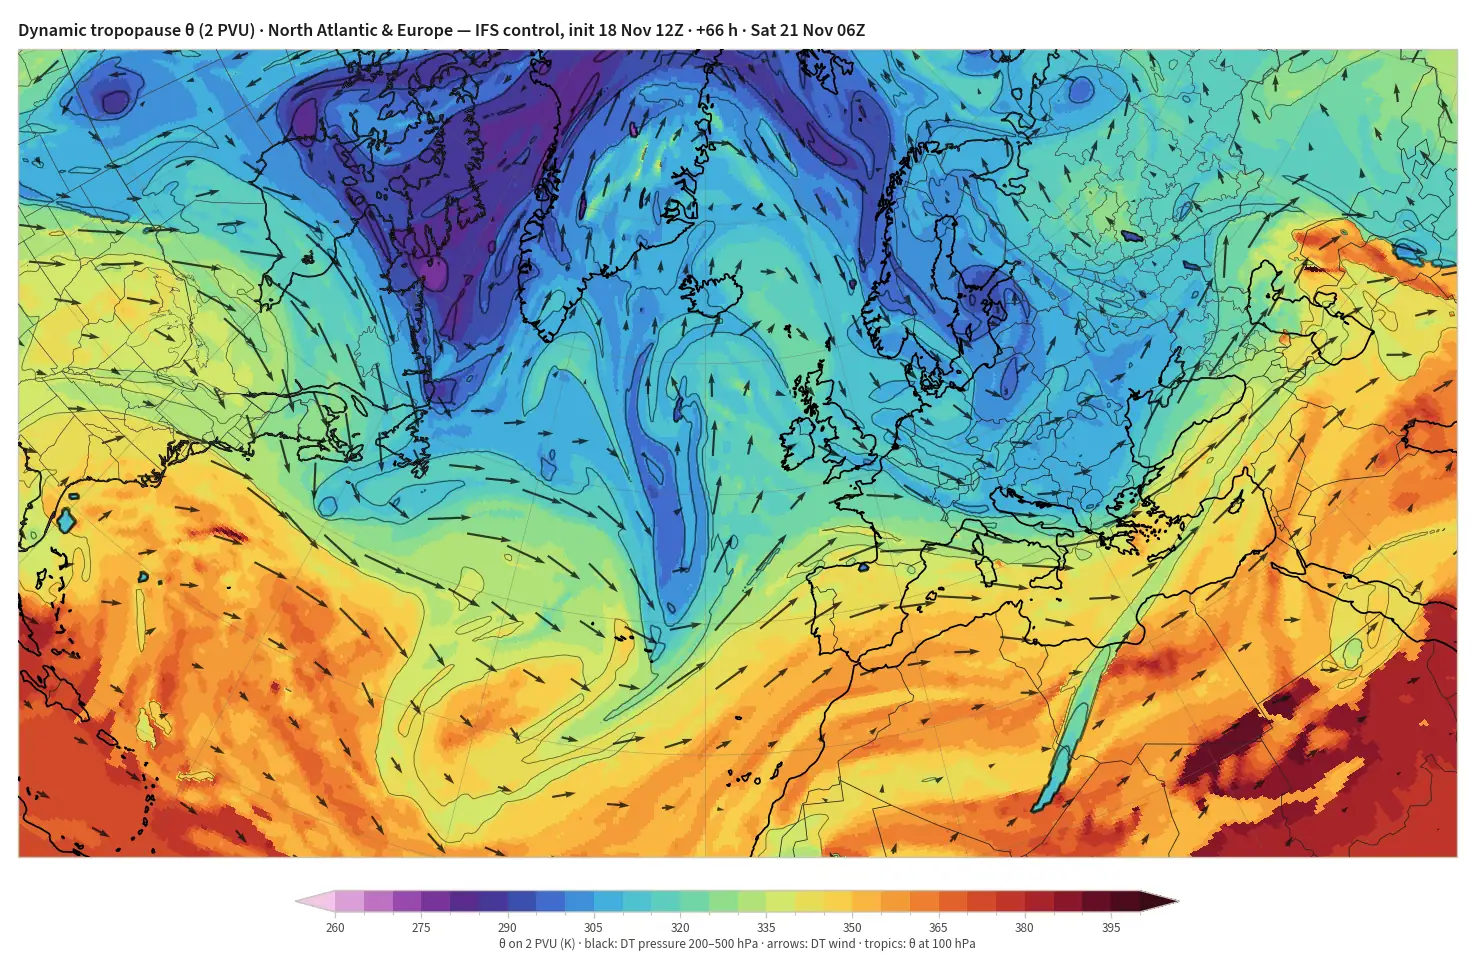 Dynamic tropopause θ (2 PVU) · North Atlantic & Europe — IFS control, init 18 Nov 12Z · +66 h · Sat 21 Nov 06Z
260 275 290 305 320 335 350 365 380 395
θ on 2 PVU (K) · black: DT pressure 200–500 hPa · arrows: DT wind · tropics: θ at 100 hPa